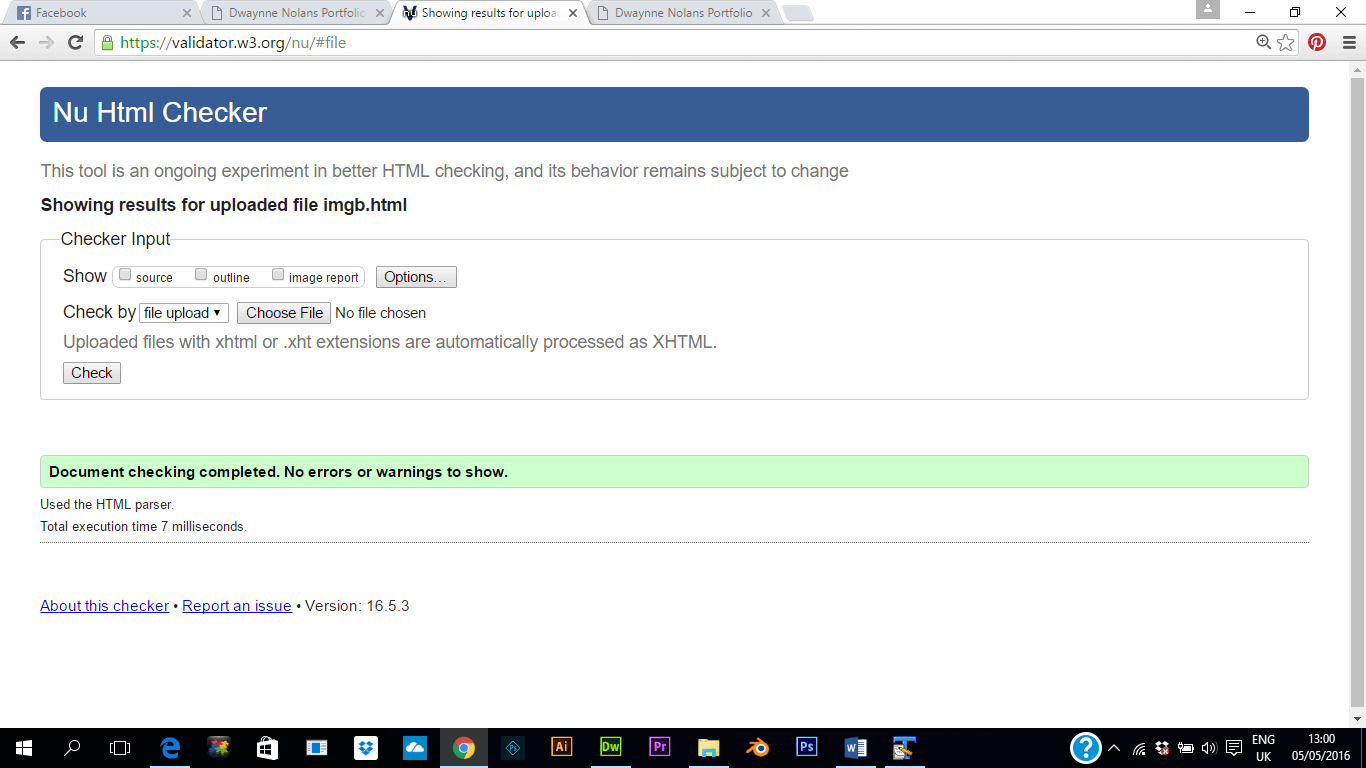 Facebook
Dwaynne Nolans Portfolio
Showing results for uploa
Dwaynne Nolans Portfolio
https://validator.w3.org/nu/#file
Nu Html Checker
This tool is an ongoing experiment in better HTML checking, and its behavior remains subject to change
Showing results for uploaded file imgb.html
Checker Input
Show source outline image report Options...
Check by file upload Choose File No file chosen
Uploaded files with xhtml or .xht extensions are automatically processed as XHTML.
Check
Document checking completed. No errors or warnings to show.
Used the HTML parser.
Total execution time 7 milliseconds.
About this checker • Report an issue • Version: 16.5.3
Ai Dw Pr Ps
ENG
UK
13:00
05/05/2016